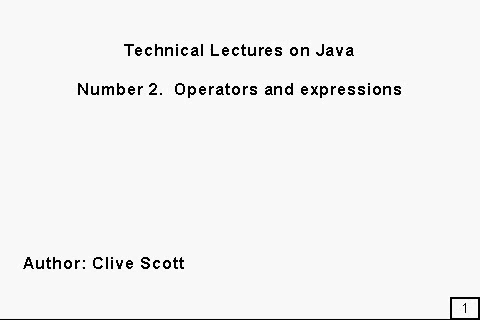 Technical Lectures on Java
Number 2.  Operators and expressions
Author: Clive Scott
1